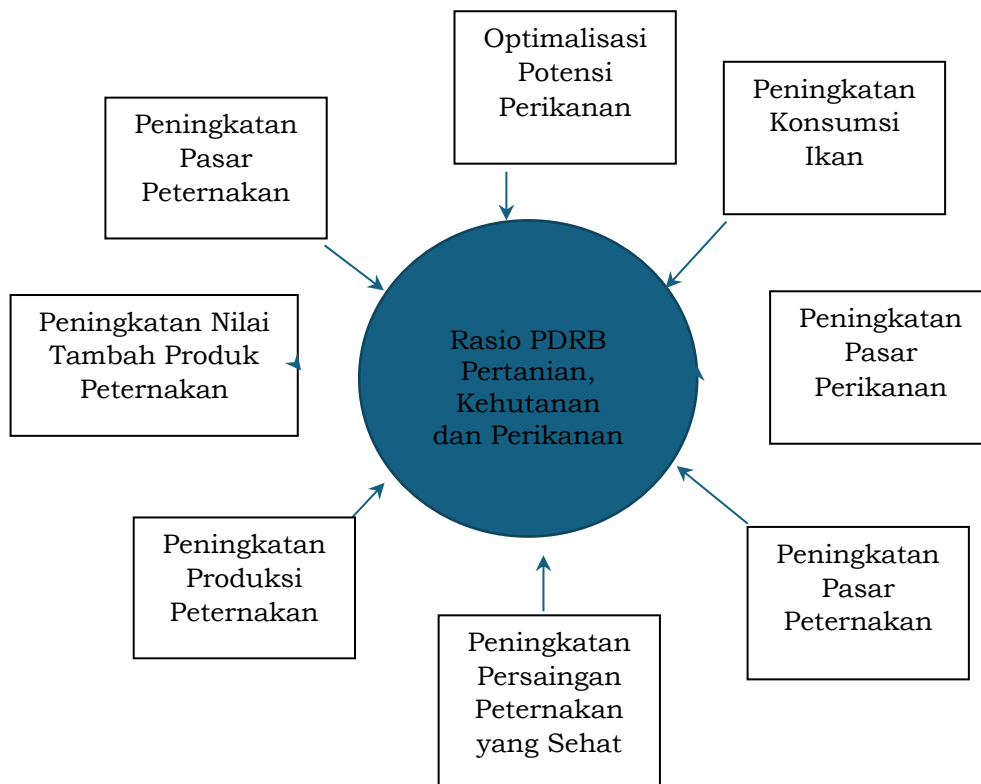 Optimalisasi
Potensi
Perikanan
Peningkatan
Konsumsi
Ikan
Peningkatan
Pasar
Peternakan
Peningkatan Nilai
Tambah Produk
Peternakan
Rasio PDRB
Pertanian,
Kehutanan
dan Perikanan
Peningkatan
Pasar
Perikanan
Peningkatan
Produksi
Peternakan
Peningkatan
Persaingan
Peternakan
yang Sehat
Peningkatan
Pasar
Peternakan